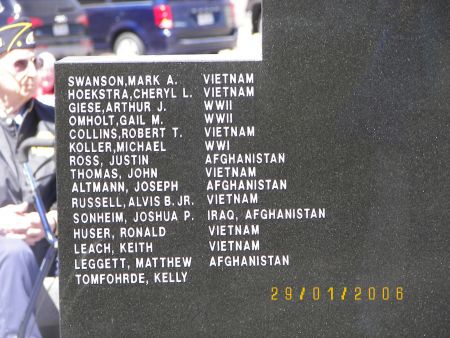 SWANSON,MARK A. VIETNAM
HOEKSTRA,CHERYL L. VIETNAM
GIESE,ARTHUR J. WWII
OMHOLT,GAIL M. WWII
COLLINS,ROBERT T. VIETNAM
KOLLER,MICHAEL WWI
ROSS, JUSTIN AFGHANISTAN
THOMAS, JOHN VIETNAM
ALTMANN, JOSEPH AFGHANISTAN
RUSSELL, ALVIS B. JR. VIETNAM
SONHEIM, JOSHUA P. IRAQ, AFGHANISTAN
HUSER, RONALD VIETNAM
LEACH, KEITH VIETNAM
LEGGETT, MATTHEW AFGHANISTAN
TOMFOHRDE, KELLY
29/01/2006